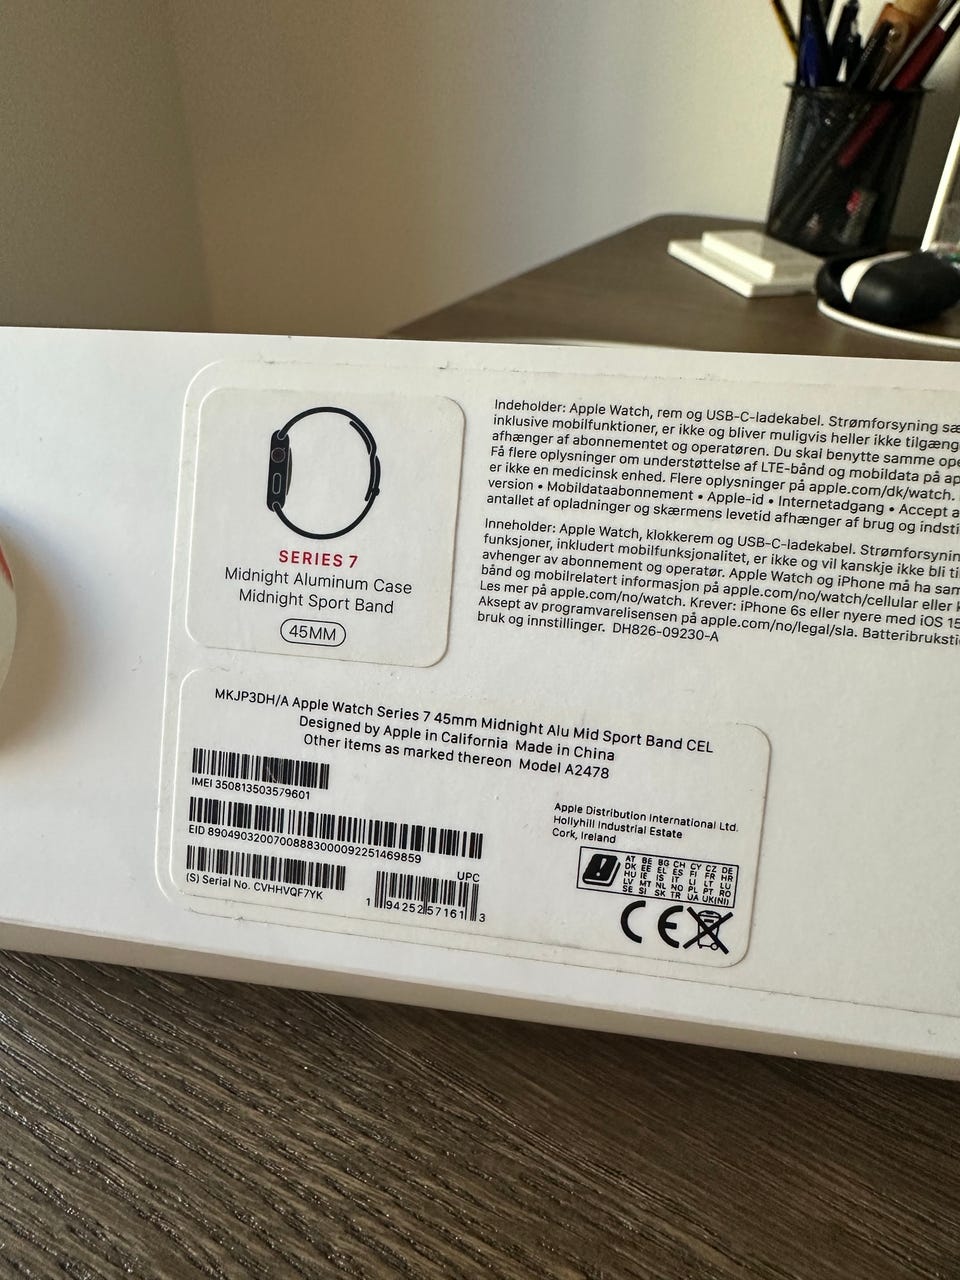 SERIES 7
Midnight Aluminum Case
Midnight Sport Band
45MM
Indeholder: Apple Watch, rem og USB-C-ladekabel. Strømforsyning
inklusive mobilfunktioner, er ikke og bliver muligvis heller ikke
afhænger af abonnementet og operatøren. Du skal benytte samme
Få flere oplysninger om understøttelse af LTE-bånd og mobildata på
er ikke en medicinsk enhed. Flere oplysninger på apple.com/dk/watch.
version • Mobildataabonnement • Apple-id • Internetadgang • Accept
antallet af opladninger og skærmens levetid afhænger af brug og
Inneholder: Apple Watch, klokkerem og USB-C-ladekabel.
funksjoner, inkludert mobilfunksjonalitet, er ikke og vil kanskje ikke bli
avhenger av abonnement og operatør. Apple Watch og iPhone må ha
bånd og mobilrelatert informasjon på apple.com/no/watch/cellular eller
Les mer på apple.com/no/watch. Krever: iPhone 6s eller nyere med iOS 15
Aksept av programvarelisensen på apple.com/no/legal/sla.
bruk og innstillinger. DH826-09230-A
MKJP3DH/A Apple Watch Series 7 45mm Midnight Alu Mid Sport Band CEL
Designed by Apple in California Made in China
Other items as marked thereon Model A2478
IMEI 350813503579601
EID 89049032007008883000092251469859
(S) Serial No. CVHHVQF7YK
UPC
1 94252 57161 3
Apple Distribution International Ltd.
Hollyhill Industrial Estate
Cork, Ireland
AT BE BG CH CY CZ DE
DK EE EL ES FI FR HR
HU IE IS IT LI LT LU
LV MT NL NO PL PT RO
SE SI SK TR UA UK(NI)
CE